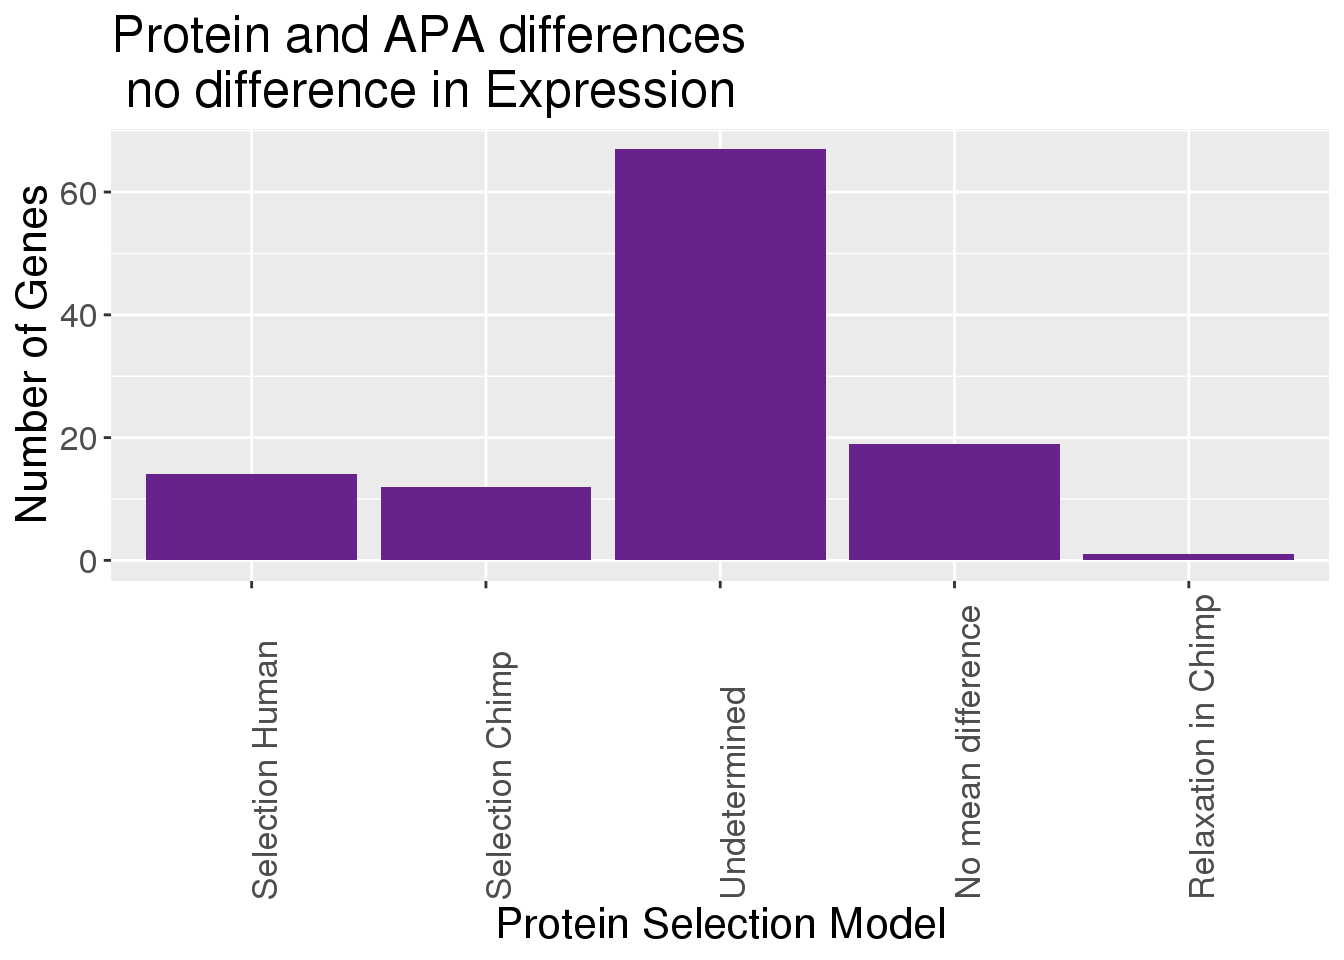 Protein and APA differences
no difference in Expression
Number of Genes
60
40
20
0
Selection Human
Selection Chimp
Undetermined
No mean difference
Relaxation in Chimp
Protein Selection Model